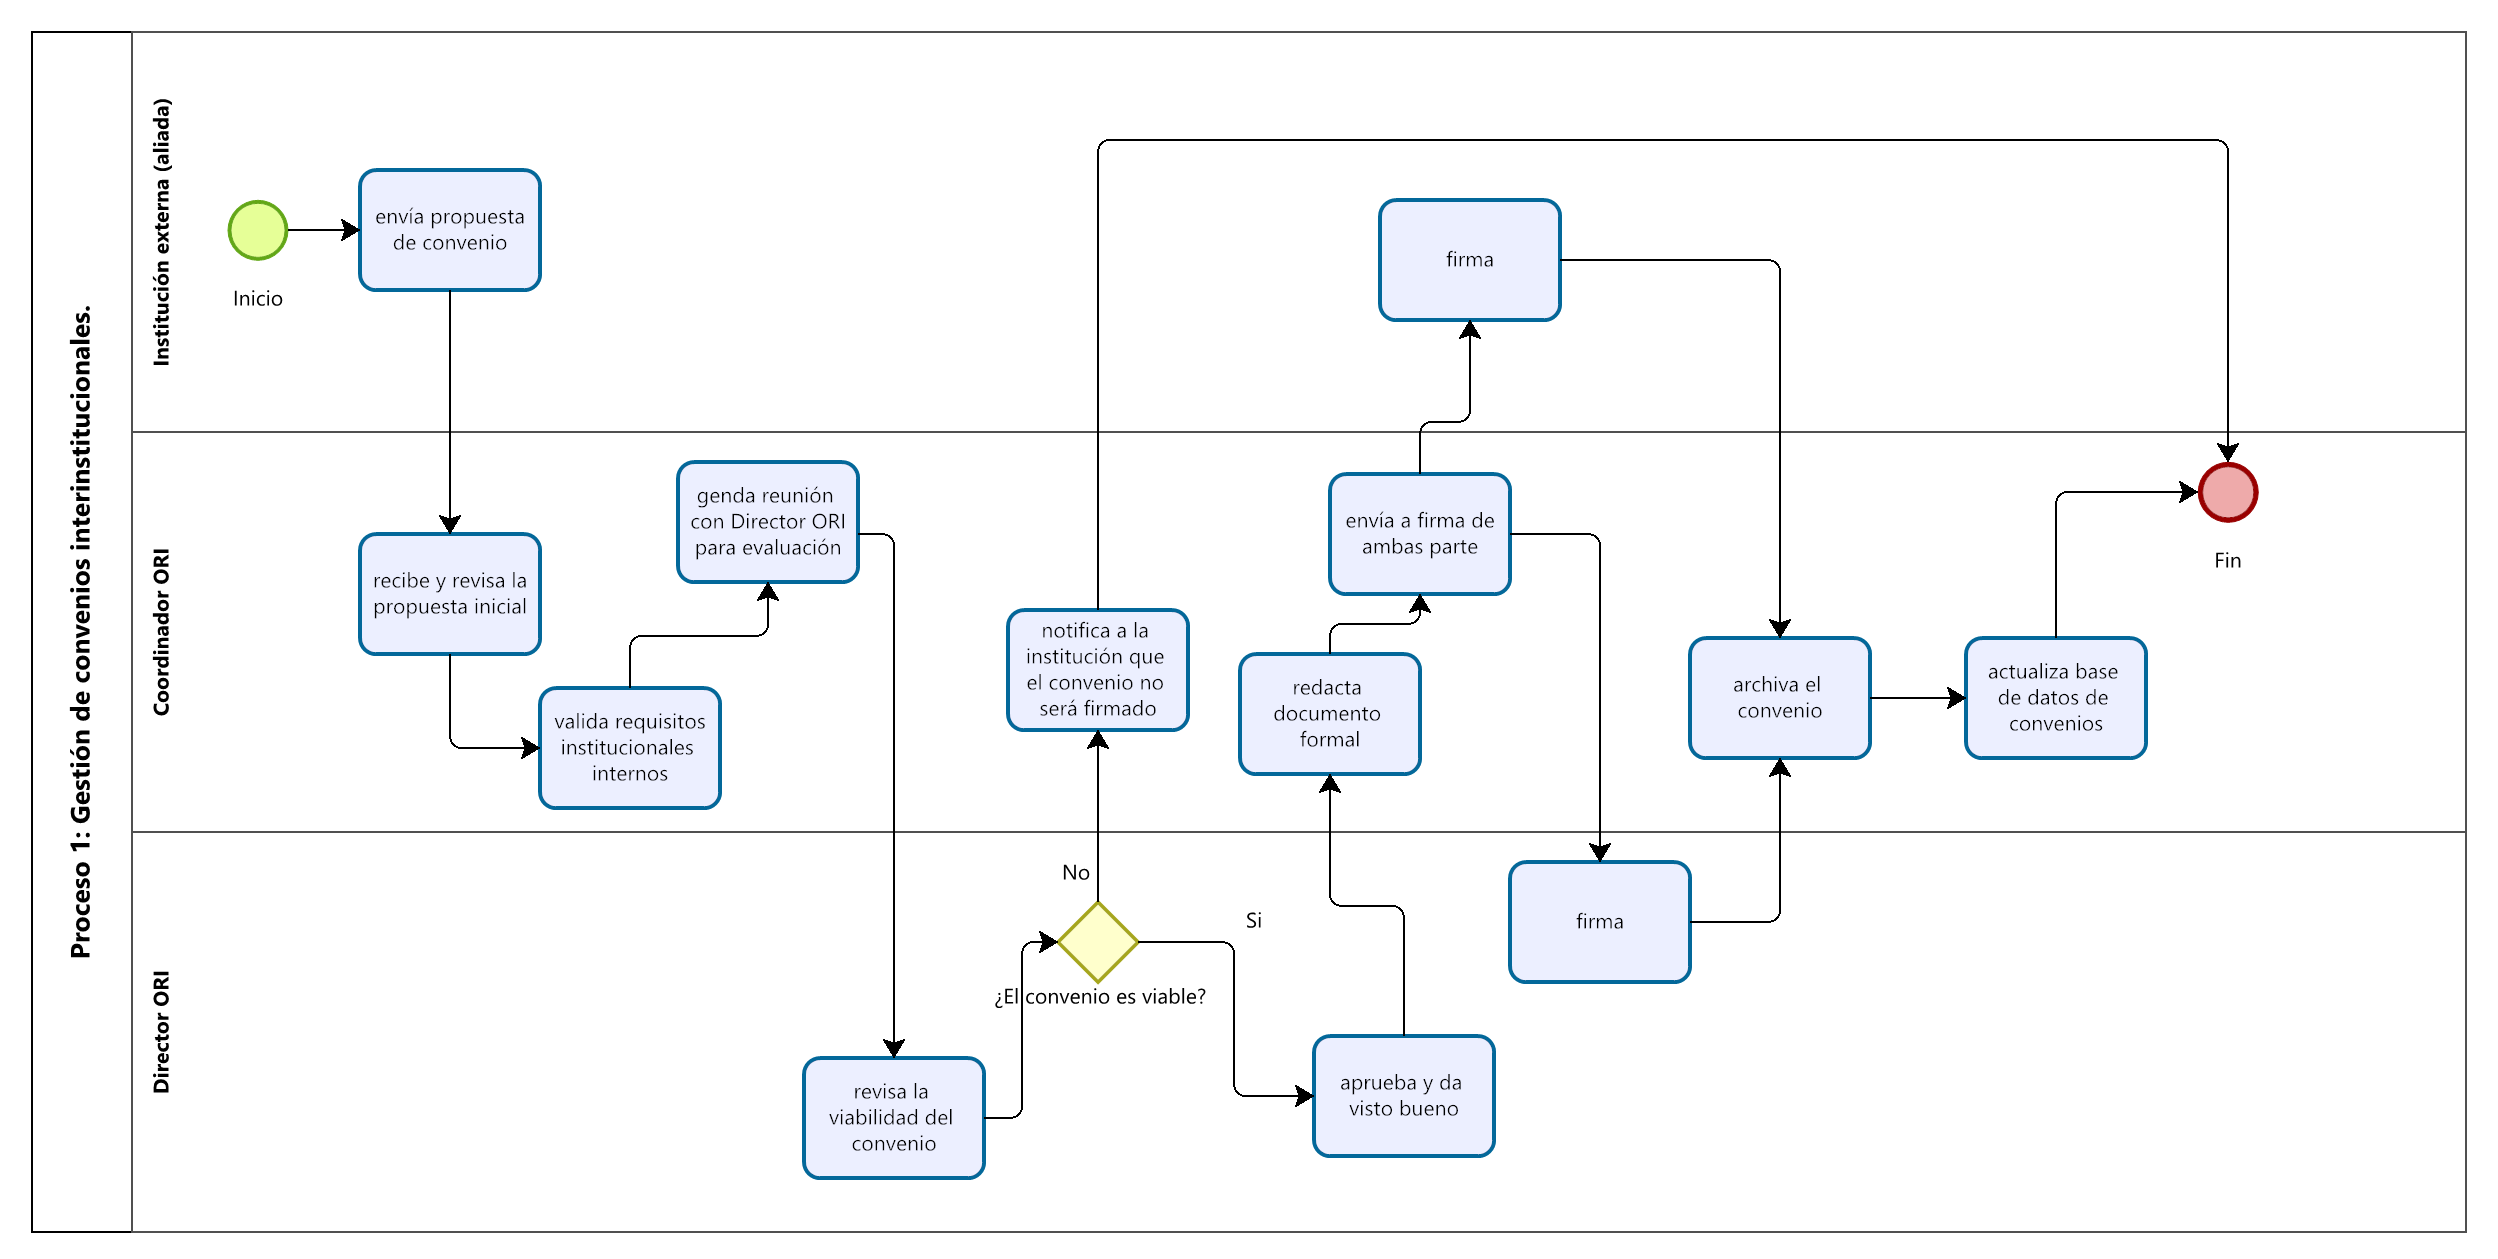 Proceso 1: Gestión de convenios interinstitucionales.
Institución externa (aliada)
Inicio
envía propuesta
de convenio
firma
Coordinador ORI
recibe y revisa la
propuesta inicial
valida requisitos
institucionales
internos
genda reunión
con Director ORI
para evaluación
notifica a la
institución que
el convenio no
será firmado
redacta
documento
formal
envía a firma de
ambas parte
archiva el
convenio
actualiza base
de datos de
convenios
Fin
Director ORI
revisa la
viabilidad del
convenio
No
¿El convenio es viable?
Si
aprueba y da
visto bueno
firma